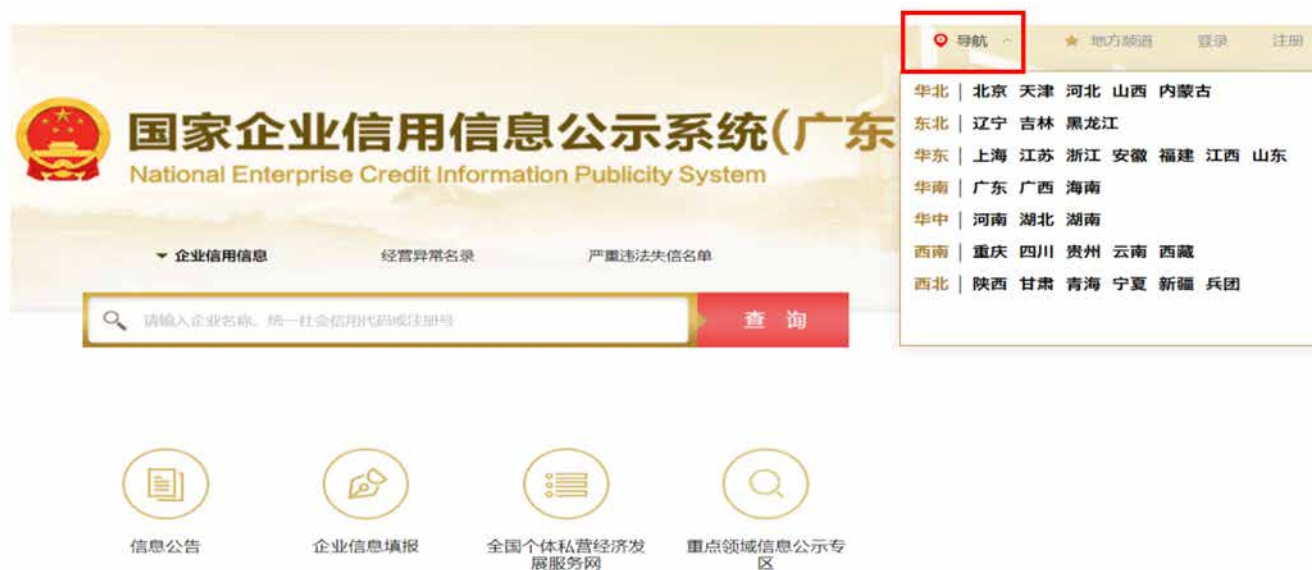 导航 地方频道 登录 注册
华北 | 北京 天津 河北 山西 内蒙古
东北 | 辽宁 吉林 黑龙江
华东 | 上海 江苏 浙江 安徽 福建 江西 山东
华南 | 广东 广西 海南
华中 | 河南 湖北 湖南
西南 | 重庆 四川 贵州 云南 西藏
西北 | 陕西 甘肃 青海 宁夏 新疆 兵团
国家企业信用信息公示系统(广东
National Enterprise Credit Information Publicity System
企业信用信息 经营异常名录 严重违法失信名单
请输入企业名称、统一社会信用代码或注册号 查 询
信息公告 企业信息填报 全国个体私营经济发 重点领域信息公示专
展服务网 区